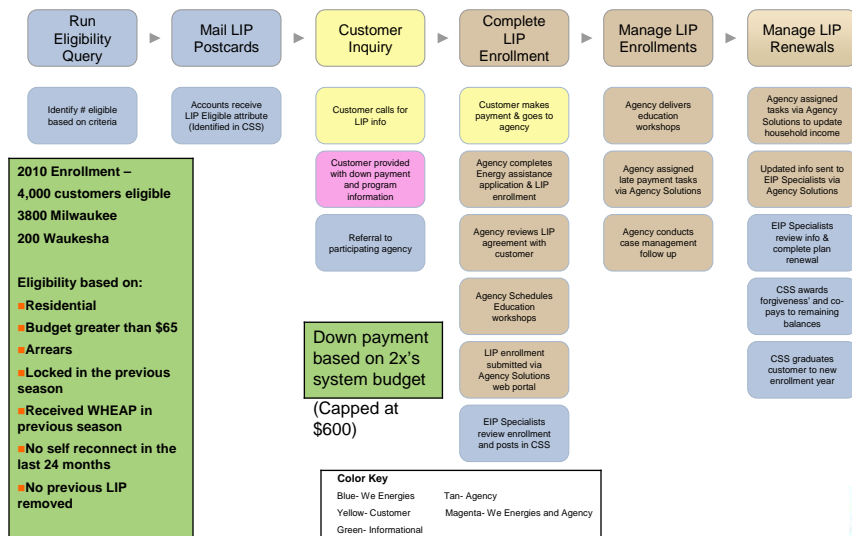 Run
Eligibility
Query
Mail LIP
Postcards
Customer
Inquiry
Complete
LIP
Enrollment
Manage LIP
Enrollments
Manage LIP
Renewals
Identify # eligible
based on criteria
Accounts receive
LIP Eligible attribute
(Identified in CSS)
Customer calls for
LIP info
Customer provided
with down payment
and program
information
Referral to
participating agency
Customer makes
payment & goes to
agency
Agency completes
Energy assistance
application & LIP
enrollment
Agency reviews LIP
agreement with
customer
Agency Schedules
Education
workshops
LIP enrollment
submitted via
Agency Solutions
web portal
EIP Specialists
review enrollment
and posts in CSS
Agency delivers
education
workshops
Agency assigned
late payment tasks
via Agency Solutions
Agency conducts
case management
follow up
Agency assigned
tasks via Agency
Solutions to update
household income
Updated info sent to
EIP Specialists via
Agency Solutions
EIP Specialists
review info &
complete plan
renewal
CSS awards
forgiveness' and co-
pays to remaining
balances
CSS graduates
customer to new
enrollment year
2010 Enrollment –
4,000 customers eligible
3800 Milwaukee
200 Waukesha
Eligibility based on:
■Residential
■Budget greater than $65
■Arrears
■Locked in the previous
season
■Received WHEAP in
previous season
■No self reconnect in the
last 24 months
■No previous LIP
removed
Down payment
based on 2x's
system budget
(Capped at
$600)
Color Key
Blue- We Energies Tan- Agency
Yellow- Customer Magenta- We Energies and Agency
Green- Informational